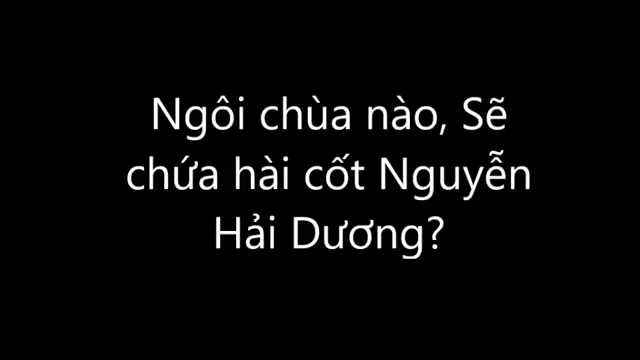 Ngôi chùa nào, Sẽ
chứa hài cốt Nguyễn
Hải Dương?